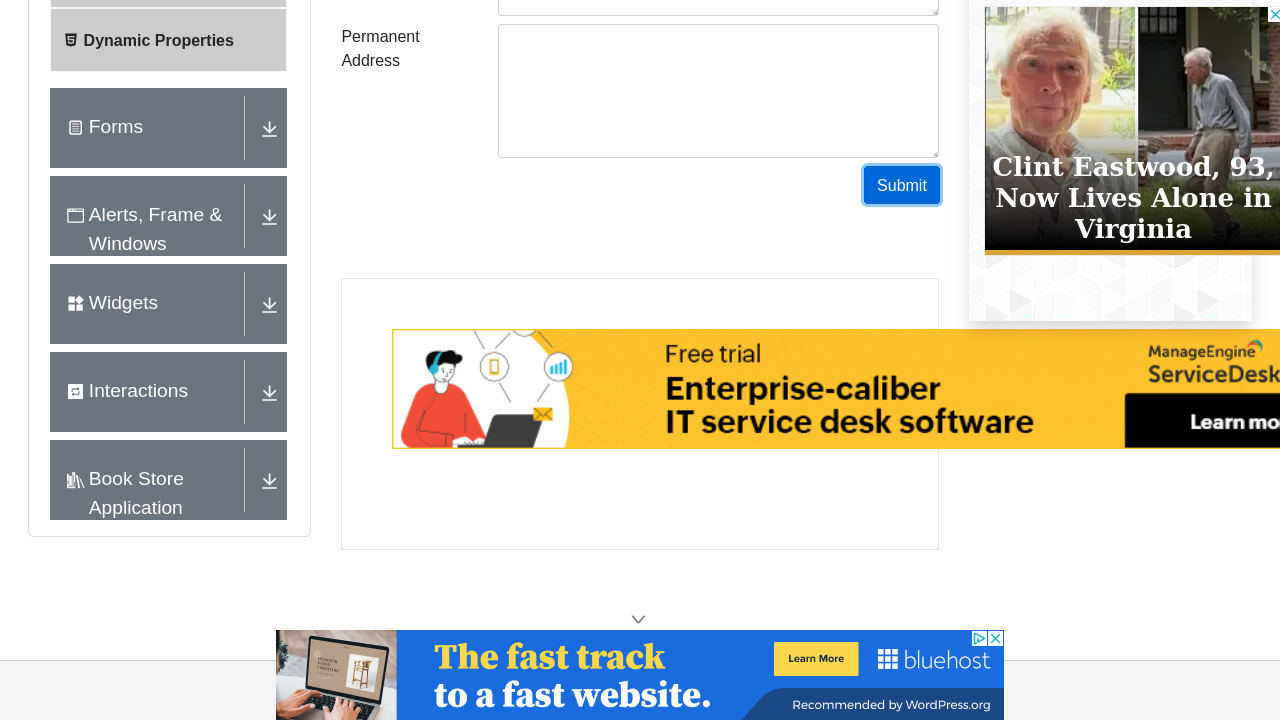 Dynamic Properties
Forms
Alerts, Frame &
Windows
Widgets
Interactions
Book Store
Application
Permanent
Address
Submit
Clint Eastwood, 93,
Now Lives Alone in
Virginia
Free trial
Enterprise-caliber
IT service desk software
ManageEngine
ServiceDesk
Learn mo
The fast track
to a fast website.
Learn More
bluehost
Recommended by WordPress.org